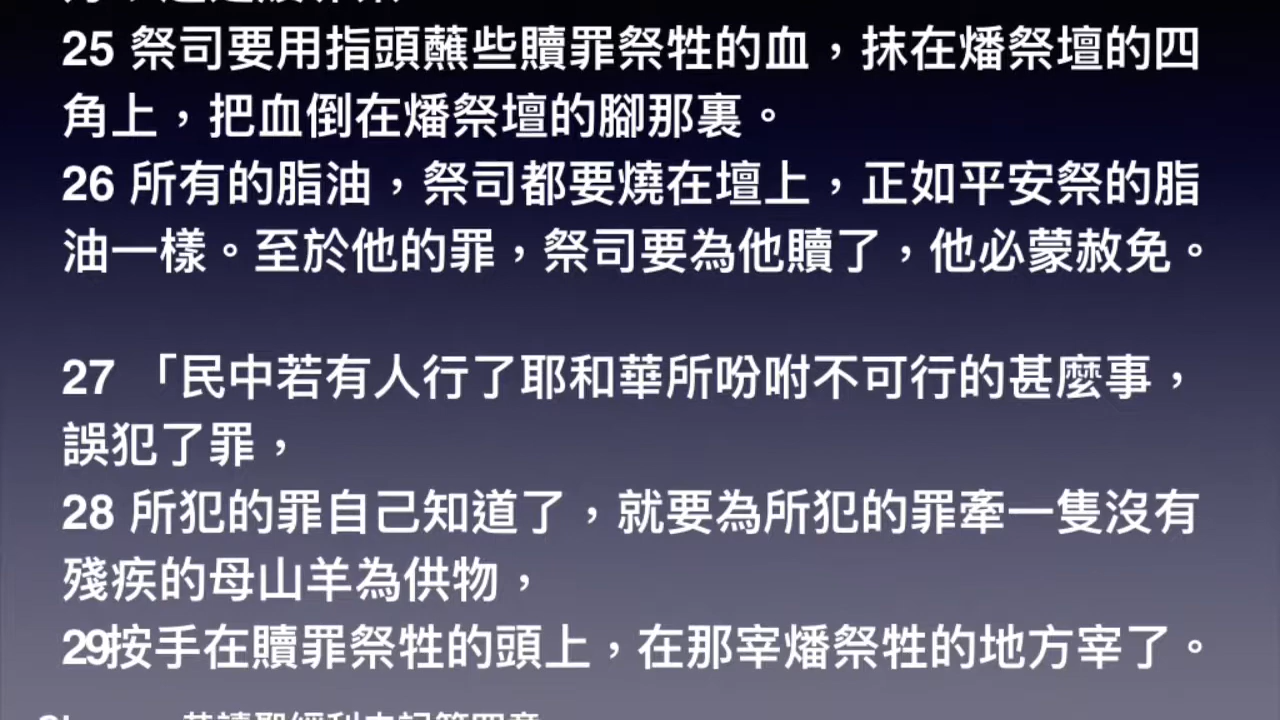 25 祭司要用指頭蘸些贖罪祭牲的血，抹在燔祭壇的四
角上，把血倒在燔祭壇的腳那裏。
26 所有的脂油，祭司都要燒在壇上，正如平安祭的脂
油一樣。至於他的罪，祭司要為他贖了，他必蒙赦免。
27 「民中若有人行了耶和華所吩咐不可行的甚麼事，
誤犯了罪，
28 所犯的罪自己知道了，就要為所犯的罪牽一隻沒有
殘疾的母山羊為供物，
29按手在贖罪祭牲的頭上，在那宰燔祭牲的地方宰了。